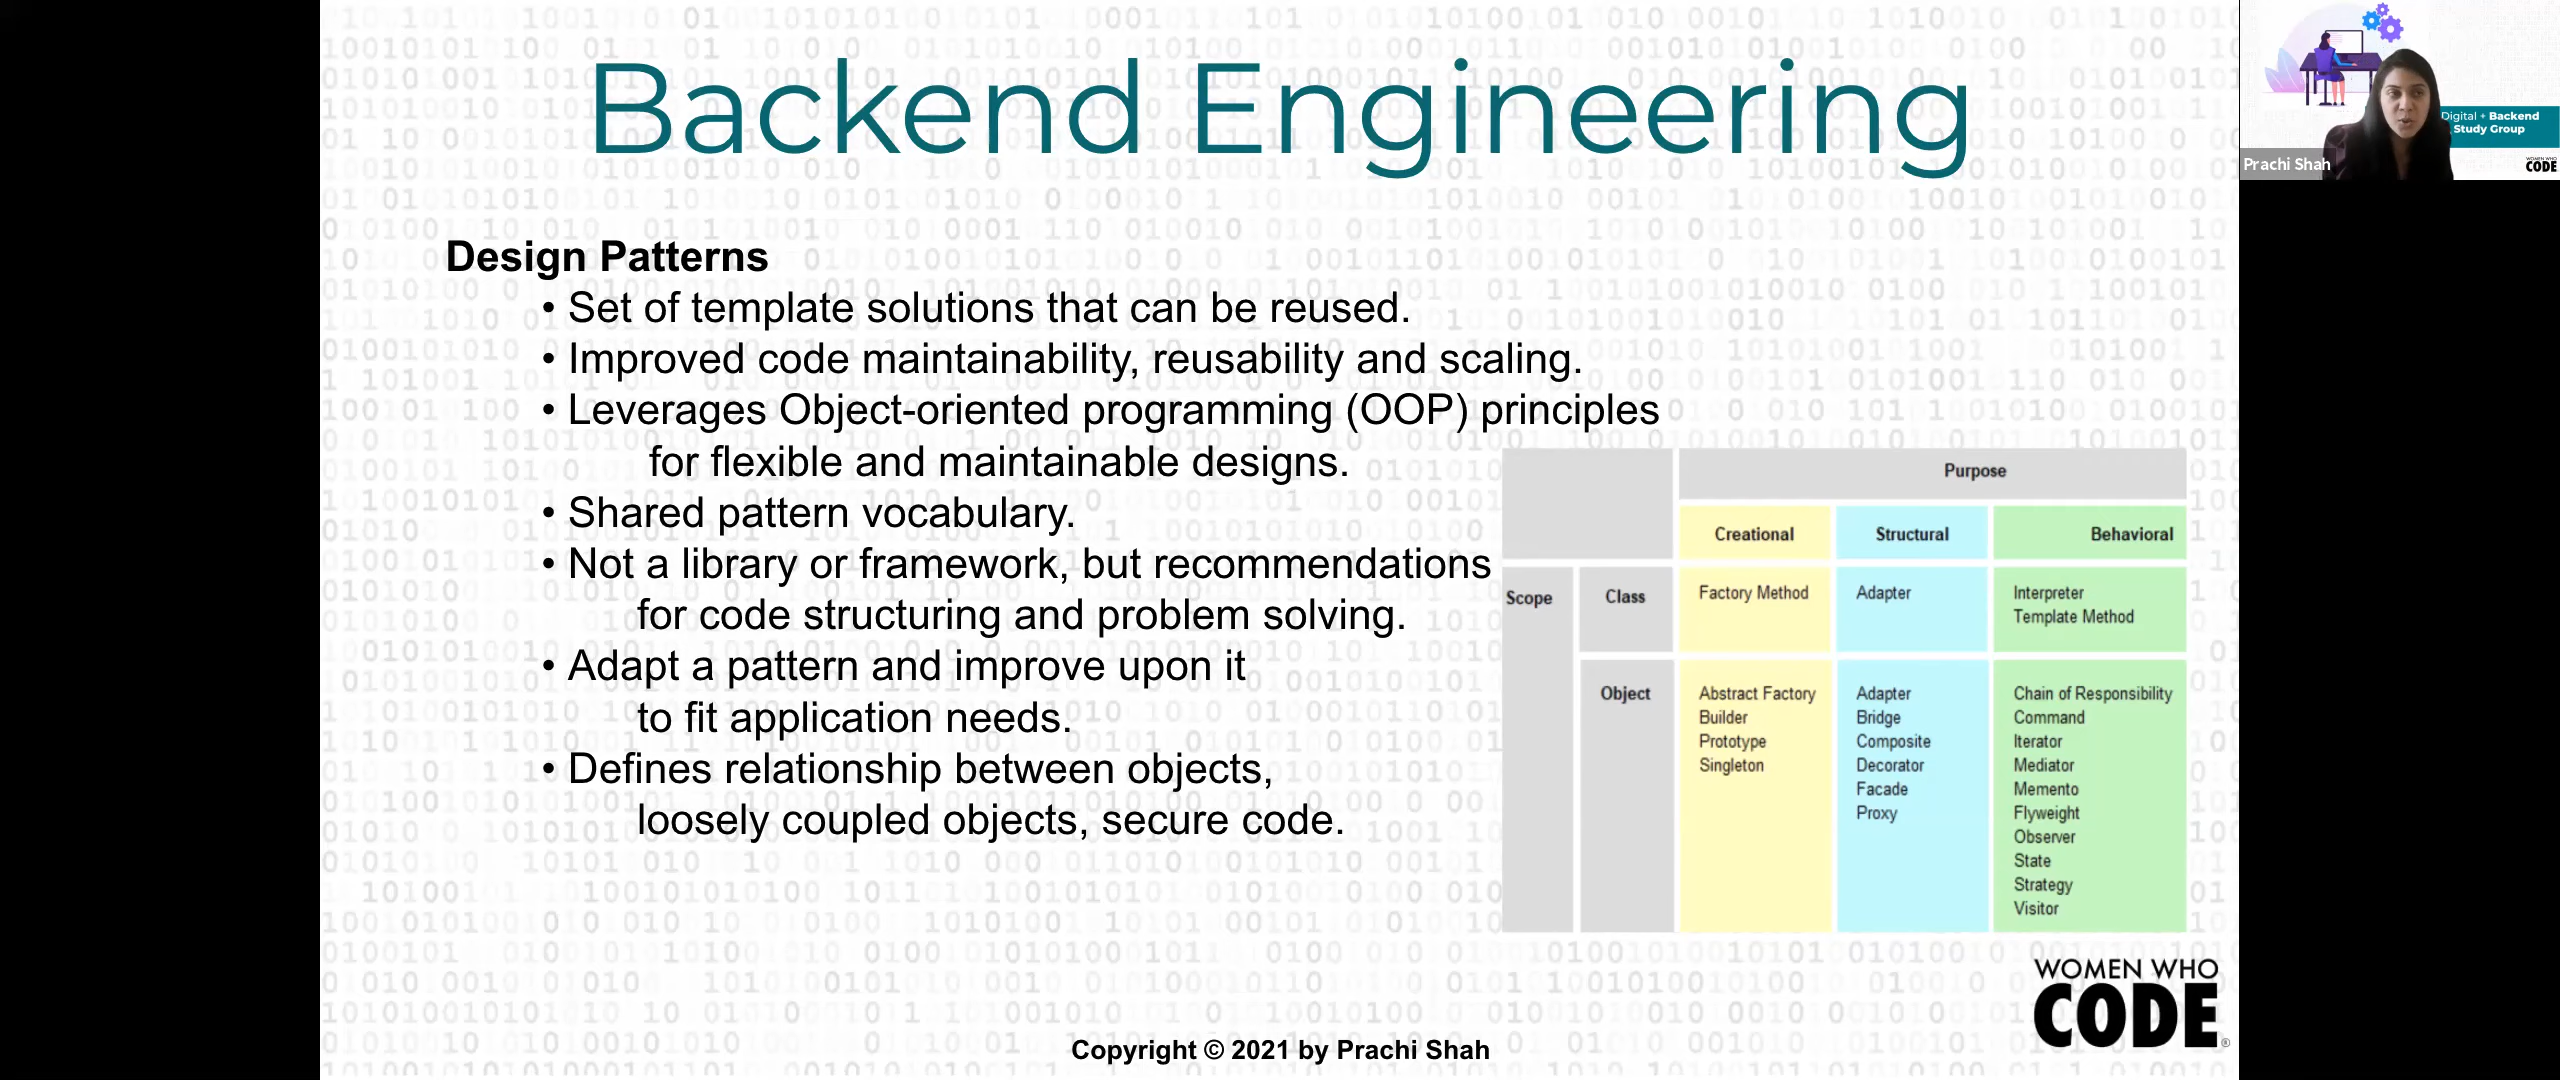 Backend Engineering
Design Patterns
• Set of template solutions that can be reused.
• Improved code maintainability, reusability and scaling.
• Leverages Object-oriented programming (OOP) principles
for flexible and maintainable designs.
• Shared pattern vocabulary.
• Not a library or framework, but recommendations
for code structuring and problem solving.
• Adapt a pattern and improve upon it
to fit application needs.
• Defines relationship between objects,
loosely coupled objects, secure code.
Purpose
Creational Structural Behavioral
Scope Class Factory Method Adapter Interpreter
Template Method
Object Abstract Factory Adapter Chain of Responsibility
Builder Bridge Command
Prototype Composite Iterator
Singleton Decorator Mediator
Facade Memento
Proxy Flyweight
Observer
State
Strategy
Visitor
WOMEN WHO
CODE®
Copyright © 2021 by Prachi Shah
Digital + Backend
Study Group
Prachi Shah
WOMEN WHO
CODE